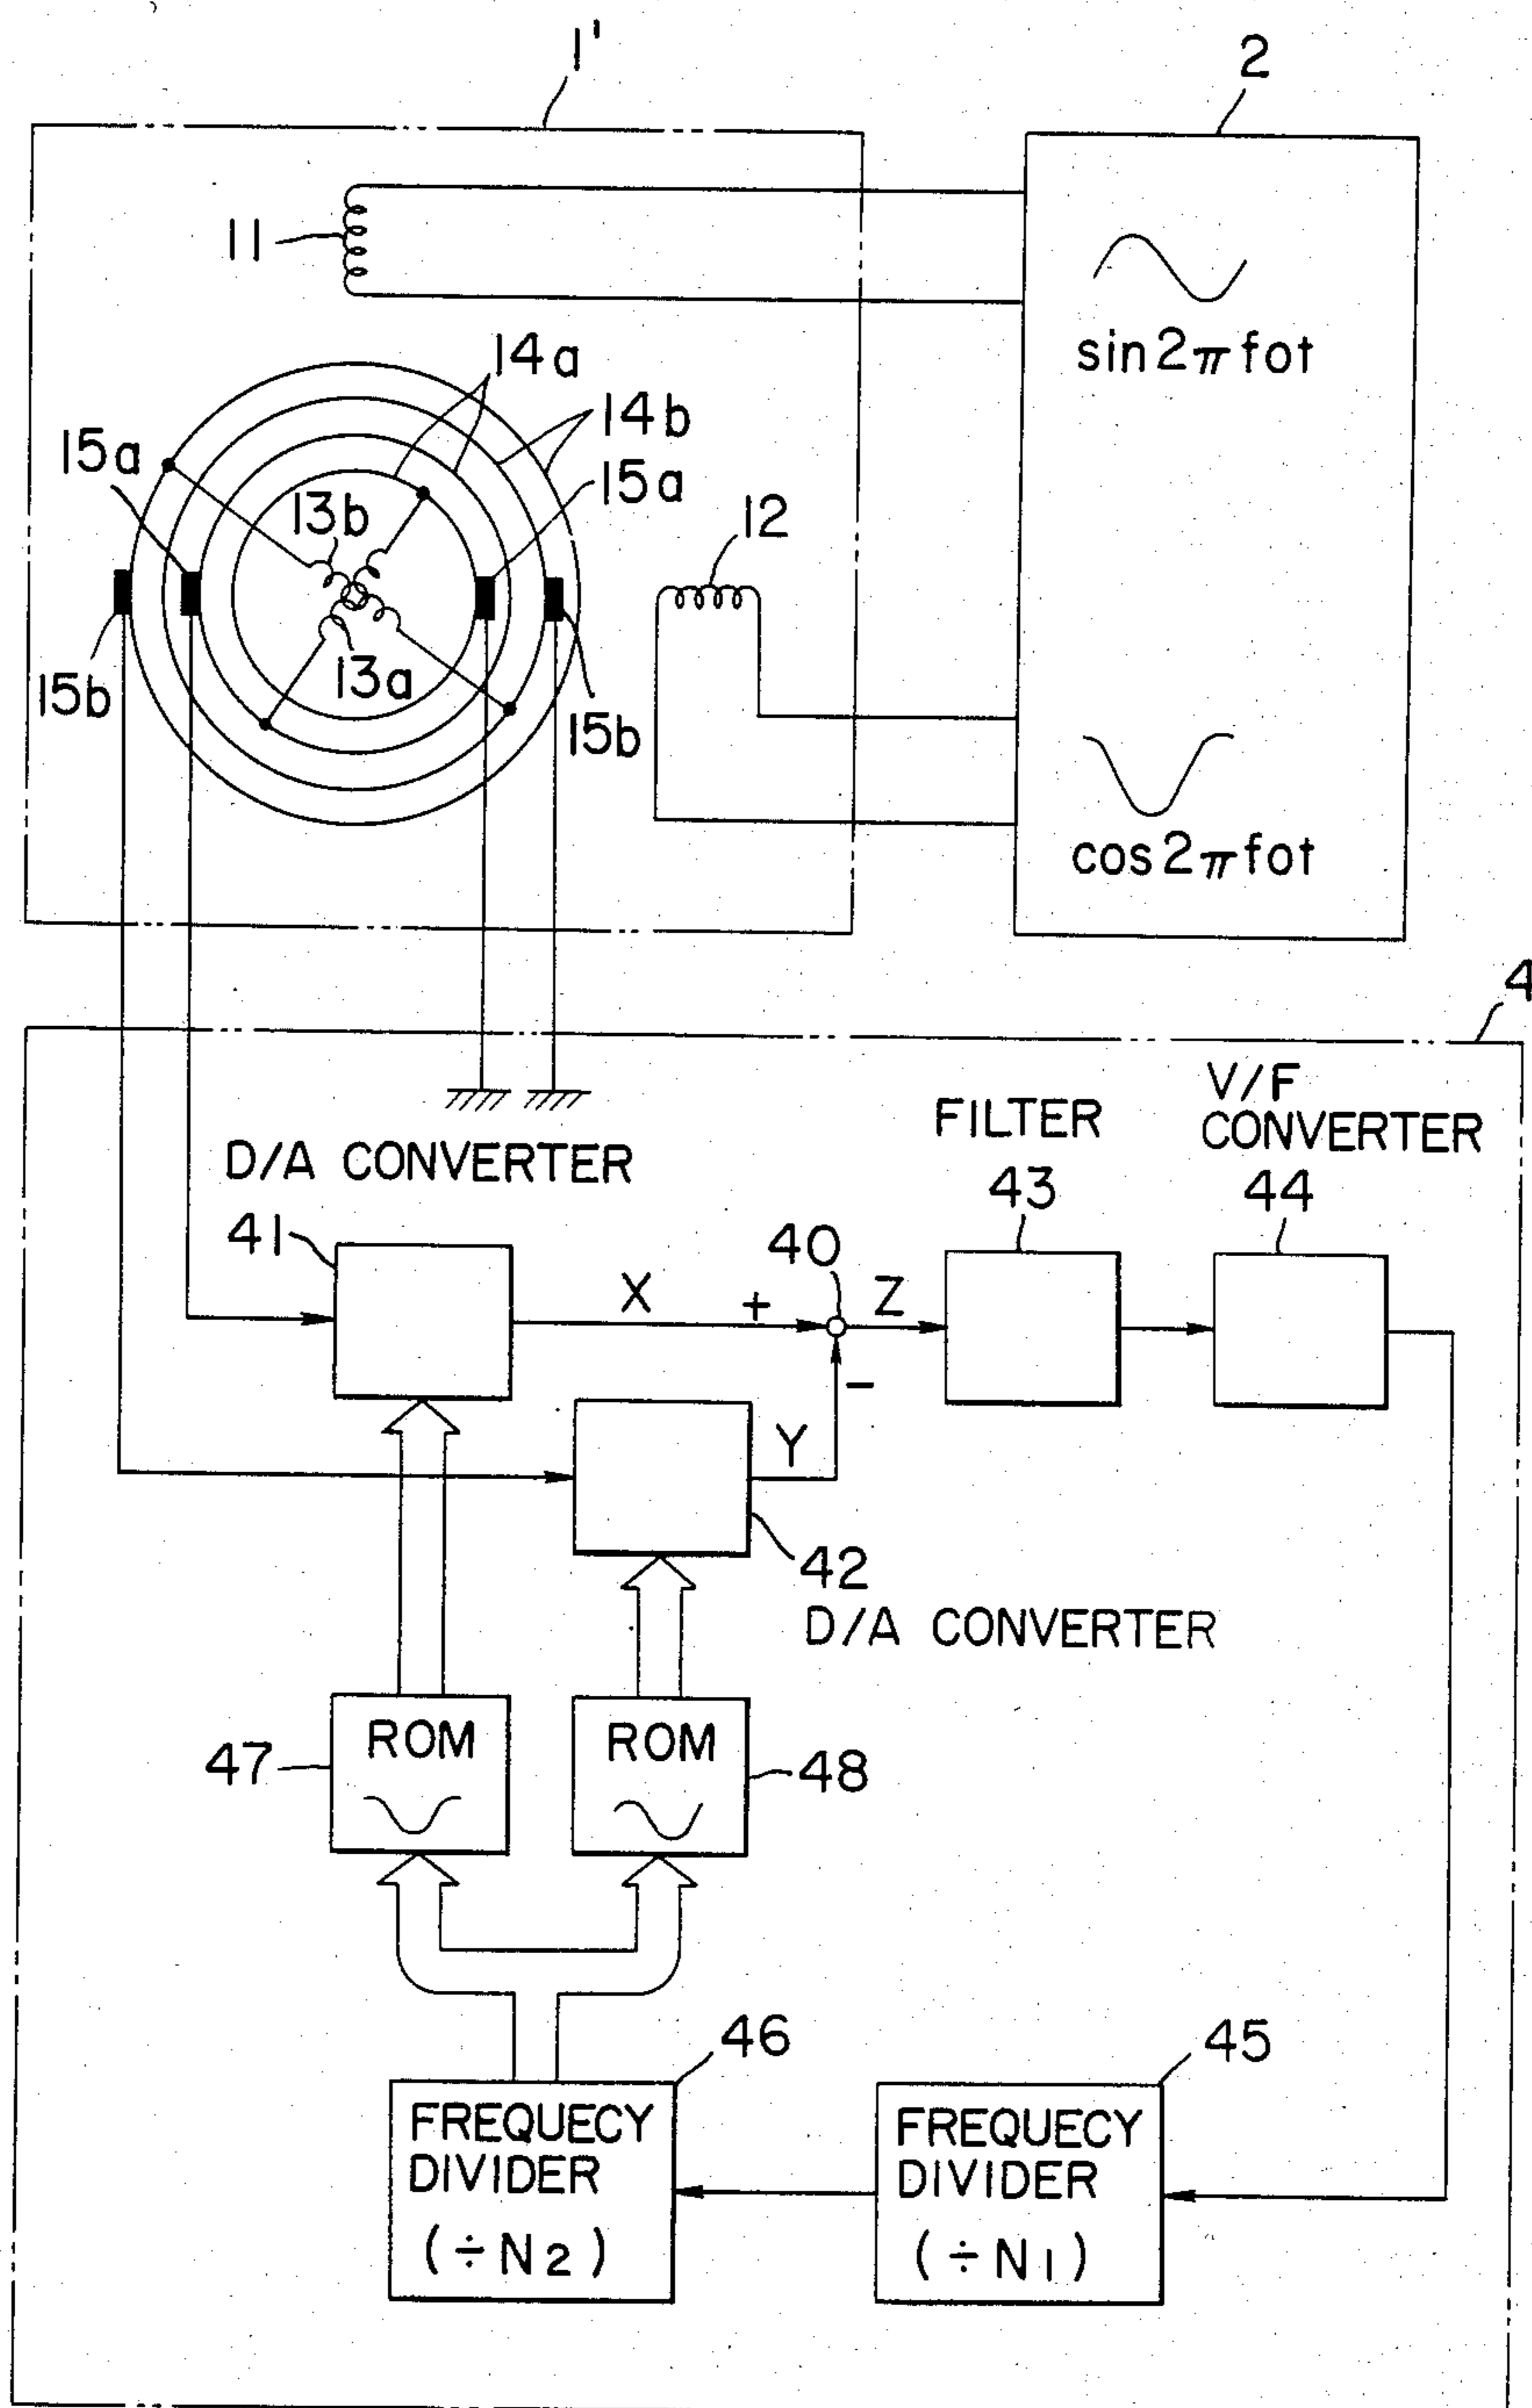 1'
2
11
sin2πfot
14a
14b
15a
15a
13b
12
13a
15b
15b
cos2πfot
4
V/F
CONVERTER
FILTER
D/A CONVERTER
43
44
41
40
X
+
Z
−
Y
42
D/A CONVERTER
ROM
ROM
47
48
46
45
FREQUECY
DIVIDER
(÷N2)
FREQUECY
DIVIDER
(÷N1)